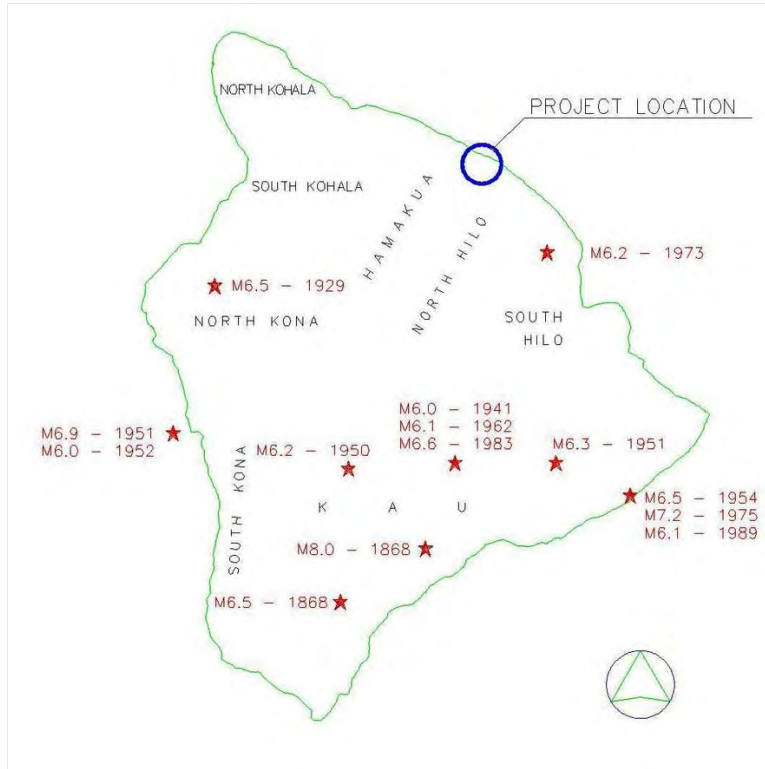 NORTH KOHALA
PROJECT LOCATION
SOUTH KOHALA
HAMAKUA
NORTH HILO
M6.2 - 1973
M6.5 - 1929
NORTH KONA
SOUTH
HILO
M6.9 - 1951
M6.0 - 1952
SOUTH KONA
M6.2 - 1950
M6.0 - 1941
M6.1 - 1962
M6.6 - 1983
M6.3 - 1951
M6.5 - 1954
M7.2 - 1975
M6.1 - 1989
K A U
M8.0 - 1868
M6.5 - 1868